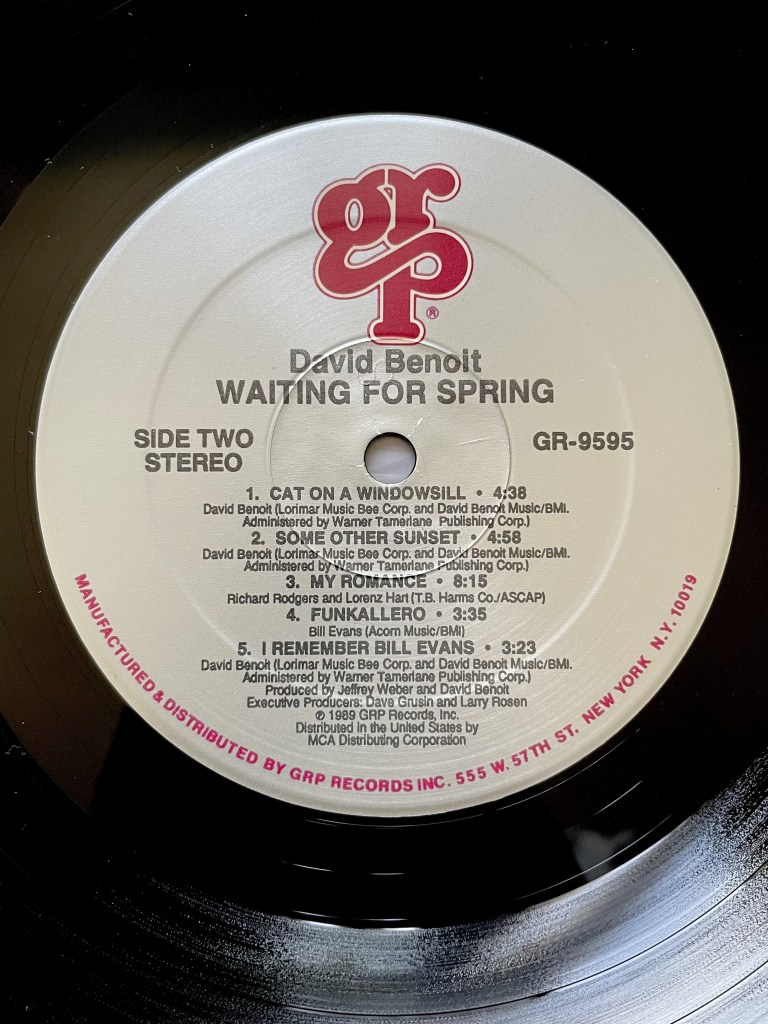 grp®
David Benoit
WAITING FOR SPRING
SIDE TWO
STEREO
GR-9595
1. CAT ON A WINDOWSILL • 4:38
David Benoit (Lorimar Music Bee Corp. and David Benoit Music/BMI.
Administered by Warner Tamerlane Publishing Corp.)
2. SOME OTHER SUNSET • 4:58
David Benoit (Lorimar Music Bee Corp. and David Benoit Music/BMI.
Administered by Warner Tamerlane Publishing Corp.)
3. MY ROMANCE • 8:15
Richard Rodgers and Lorenz Hart (T.B. Harms Co./ASCAP)
4. FUNKALLERO • 3:35
Bill Evans (Acorn Music/BMI)
5. I REMEMBER BILL EVANS • 3:23
David Benoit (Lorimar Music Bee Corp. and David Benoit Music/BMI.
Administered by Warner Tamerlane Publishing Corp.)
Produced by Jeffrey Weber and David Benoit
Executive Producers: Dave Grusin and Larry Rosen
℗ 1989 GRP Records, Inc.
Distributed in the United States by
MCA Distributing Corporation
MANUFACTURED & DISTRIBUTED BY GRP RECORDS INC. 555 W. 57TH ST. NEW YORK N.Y. 10019